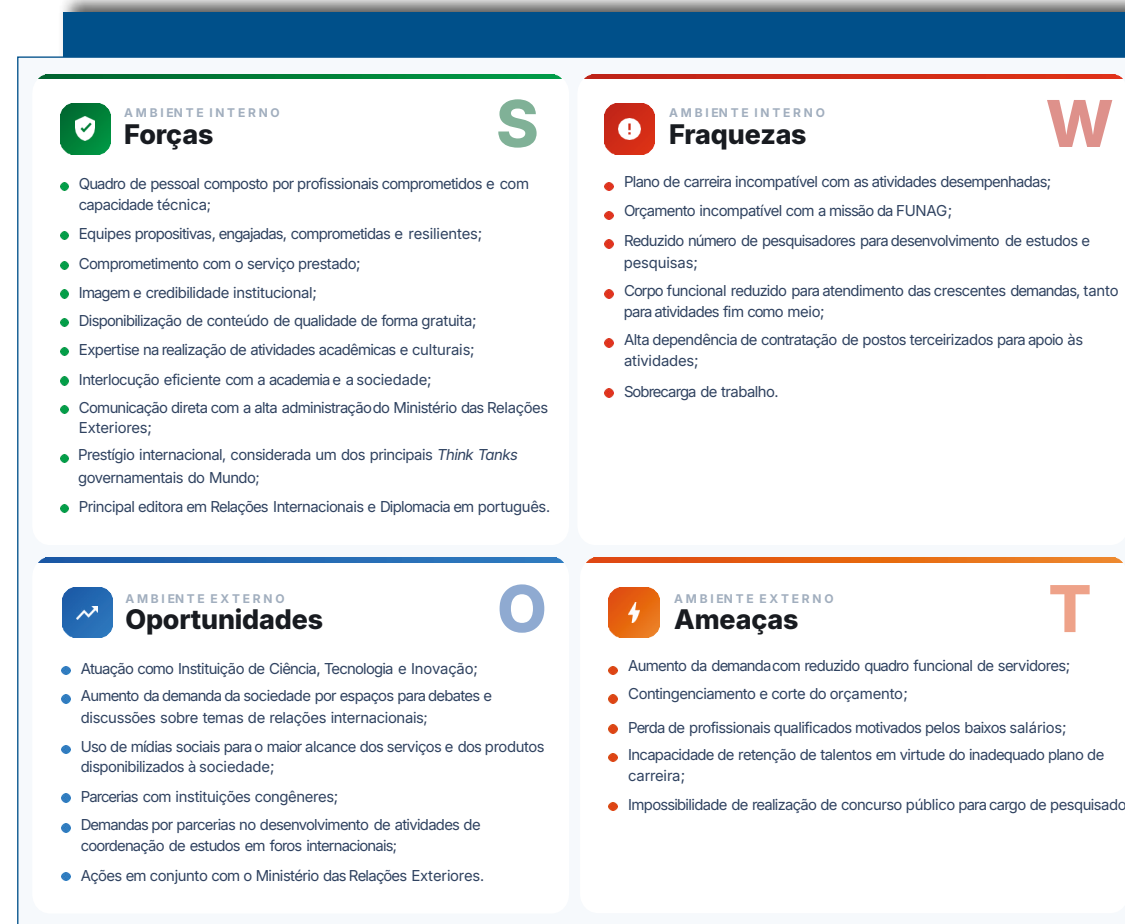 AMBIENTE INTERNO
Forças
S
Quadro de pessoal composto por profissionais comprometidos e com
capacidade técnica;
Equipes propositivas, engajadas, comprometidas e resilientes;
Comprometimento com o serviço prestado;
Imagem e credibilidade institucional;
Disponibilização de conteúdo de qualidade de forma gratuita;
Expertise na realização de atividades acadêmicas e culturais;
Interlocução eficiente com a academia e a sociedade;
Comunicação direta com a alta administração do Ministério das Relações
Exteriores;
Prestígio internacional, considerada um dos principais Think Tanks
governamentais do Mundo;
Principal editora em Relações Internacionais e Diplomacia em português.
AMBIENTE INTERNO
Fraquezas
W
Plano de carreira incompatível com as atividades desempenhadas;
Orçamento incompatível com a missão da FUNAG;
Reduzido número de pesquisadores para desenvolvimento de estudos e
pesquisas;
Corpo funcional reduzido para atendimento das crescentes demandas, tanto
para atividades fim como meio;
Alta dependência de contratação de postos terceirizados para apoio às
atividades;
Sobrecarga de trabalho.
AMBIENTE EXTERNO
Oportunidades
O
Atuação como Instituição de Ciência, Tecnologia e Inovação;
Aumento da demanda da sociedade por espaços para debates e
discussões sobre temas de relações internacionais;
Uso de mídias sociais para o maior alcance dos serviços e dos produtos
disponibilizados à sociedade;
Parcerias com instituições congêneres;
Demandas por parcerias no desenvolvimento de atividades de
coordenação de estudos em foros internacionais;
Ações em conjunto com o Ministério das Relações Exteriores.
AMBIENTE EXTERNO
Ameaças
T
Aumento da demanda com reduzido quadro funcional de servidores;
Contingenciamento e corte do orçamento;
Perda de profissionais qualificados motivados pelos baixos salários;
Incapacidade de retenção de talentos em virtude do inadequado plano de
carreira;
Impossibilidade de realização de concurso público para cargo de pesquisado